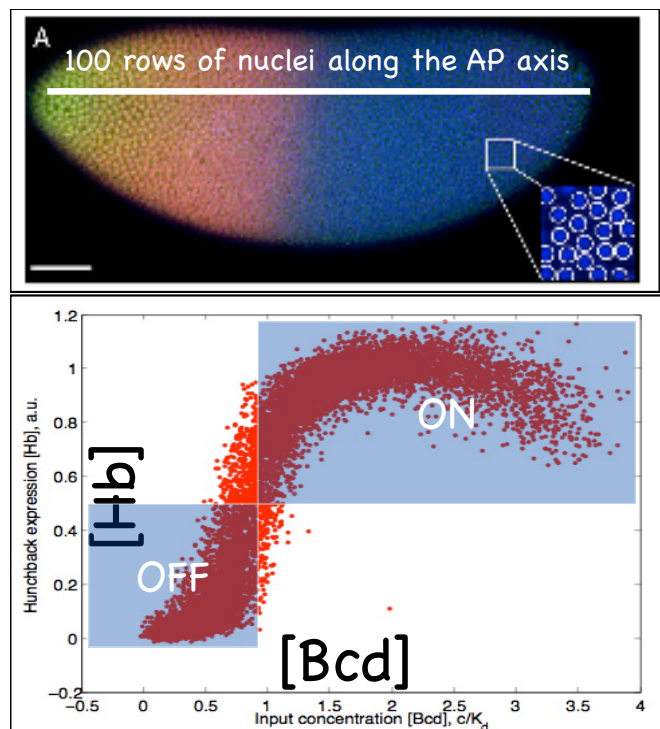 A
100 rows of nuclei along the AP axis
1.2
1
0.8
0.6
0.4
0.2
0
-0.2
Hunchback expression [Hb], a.u.
[Hb]
ON
OFF
[Bcd]
-0.5 0 0.5 1 1.5 2 2.5 3 3.5 4
Input concentration [Bcd], c/K_d